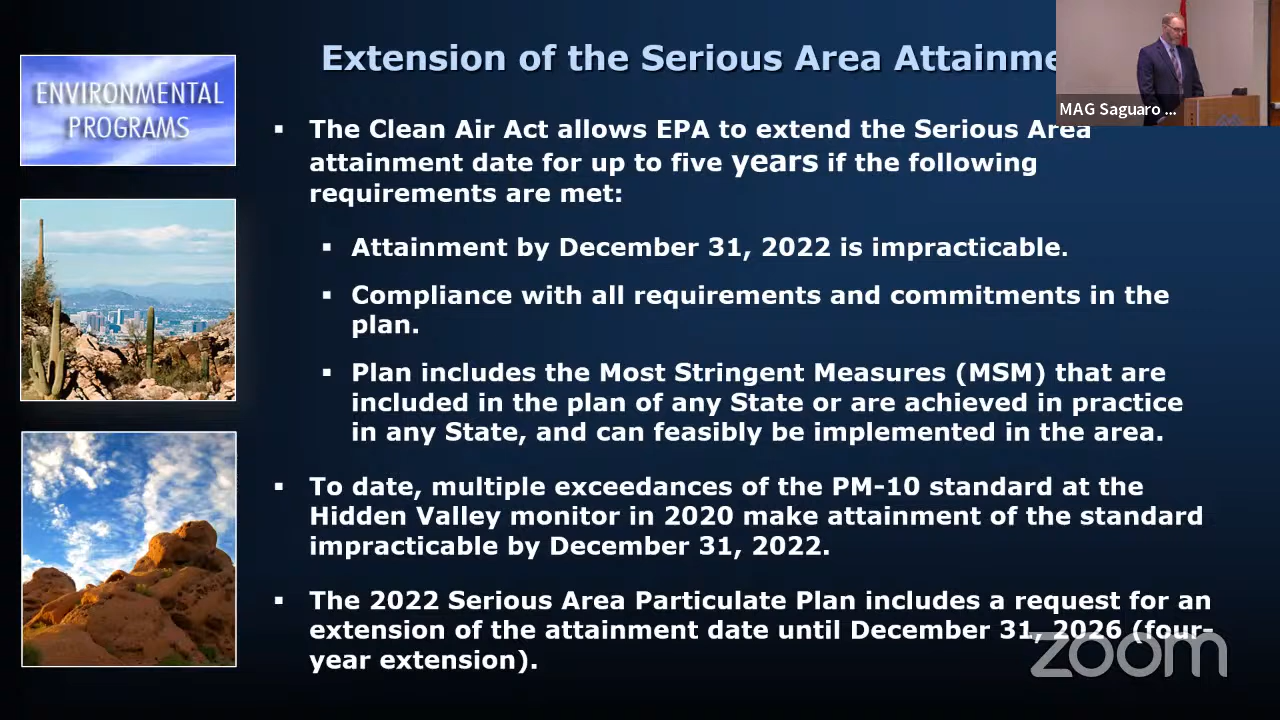 Extension of the Serious Area Attainme
MAG Saguaro ...
ENVIRONMENTAL
PROGRAMS
▪ The Clean Air Act allows EPA to extend the Serious Area
attainment date for up to five years if the following
requirements are met:
▪ Attainment by December 31, 2022 is impracticable.
▪ Compliance with all requirements and commitments in the
plan.
▪ Plan includes the Most Stringent Measures (MSM) that are
included in the plan of any State or are achieved in practice
in any State, and can feasibly be implemented in the area.
▪ To date, multiple exceedances of the PM-10 standard at the
Hidden Valley monitor in 2020 make attainment of the standard
impracticable by December 31, 2022.
▪ The 2022 Serious Area Particulate Plan includes a request for an
extension of the attainment date until December 31, 2026 (four-
year extension).
zoom